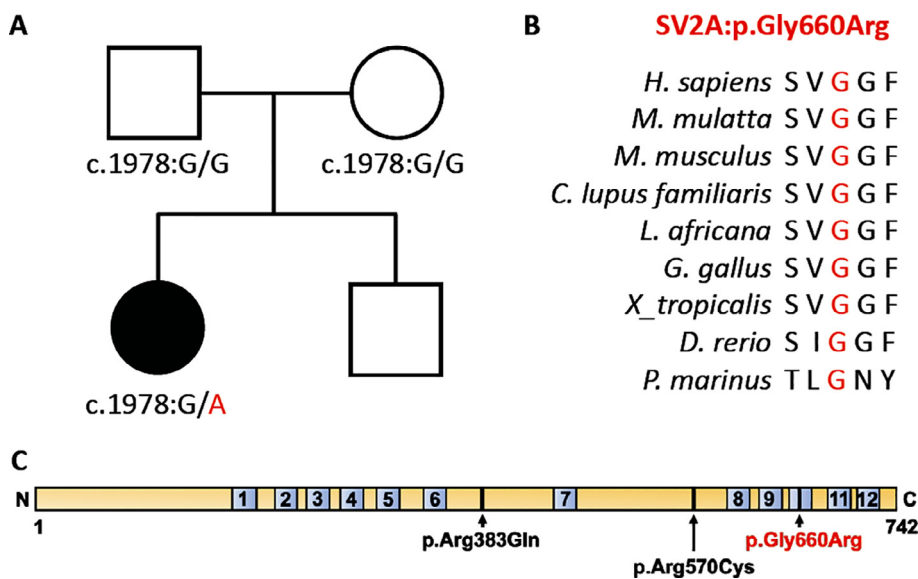 A
c.1978:G/G
c.1978:G/G
c.1978:G/A
B
SV2A:p.Gly660Arg
H. sapiens S V G G F
M. mulatta S V G G F
M. musculus S V G G F
C. lupus familiaris S V G G F
L. africana S V G G F
G. gallus S V G G F
X_tropicalis S V G G F
D. rerio S I G G F
P. marinus T L G N Y
C
N 1 2 3 4 5 6 7 8 9 11 12 C
1 742
p.Arg383Gln p.Gly660Arg
p.Arg570Cys